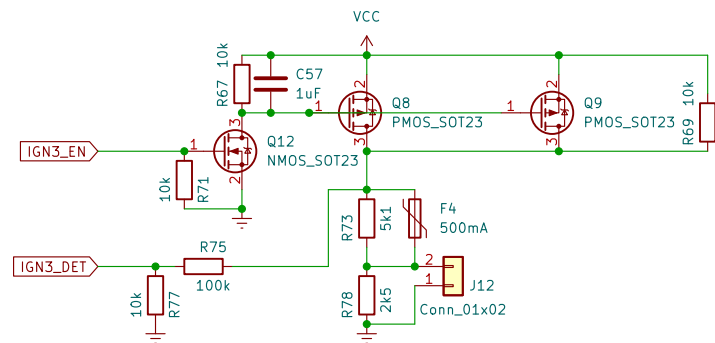 VCC
R67 10k
C57
1uF
3
1
2
Q8
PMOS_SOT23
3
1
2
Q9
PMOS_SOT23
3
R69 10k
IGN3_EN
1
Q12
NMOS_SOT23
2
10k R71
R73 5k1
F4
500mA
IGN3_DET
R75
100k
10k R77
R78 2k5
2
1
J12
Conn_01x02